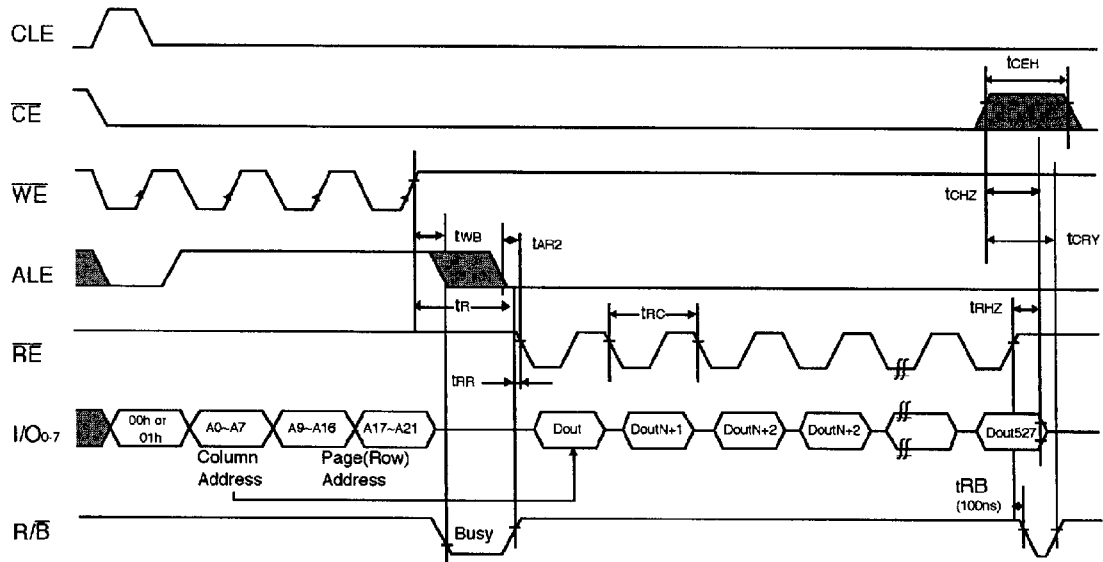 CLE
tCEH
CE
WE
tCHZ
tWB
tAR2
tCRY
ALE
tR
tRHZ
tRC
RE
tRR
I/O0-7
00h or
01h
A0~A7
A9~A16
A17~A21
Dout
DoutN+1
DoutN+2
DoutN+2
Dout527
Column
Address
Page(Row)
Address
tRB
(100ns)
R/B
Busy